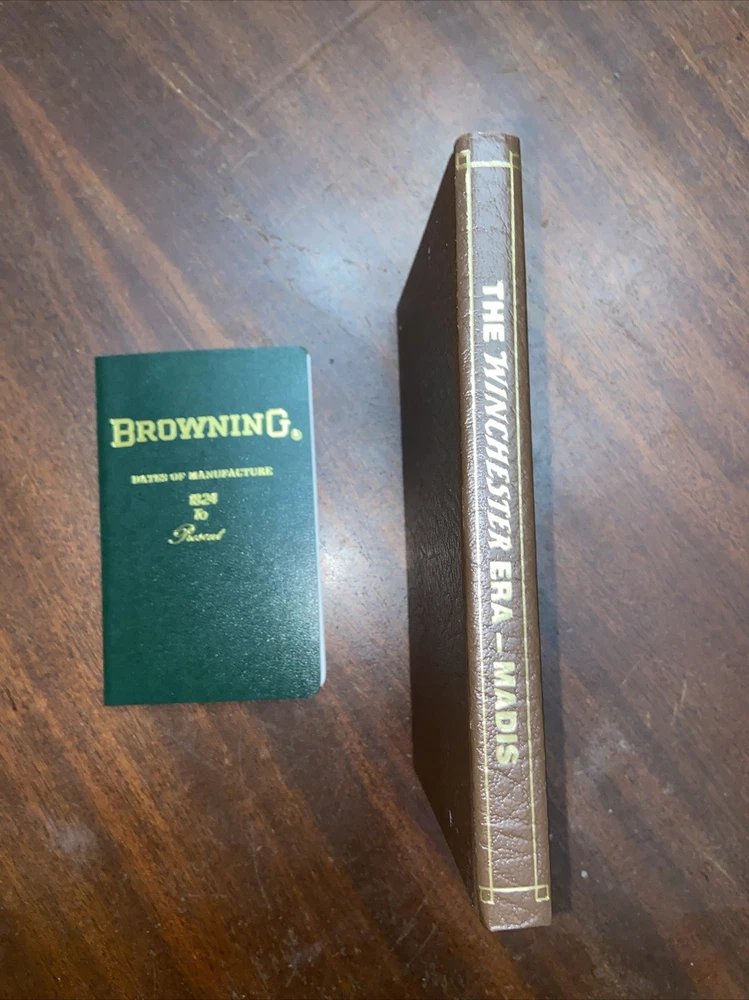 BROWNING®
DATES OF MANUFACTURE
1824
To
Present
THE WINCHESTER ERA – MADIS